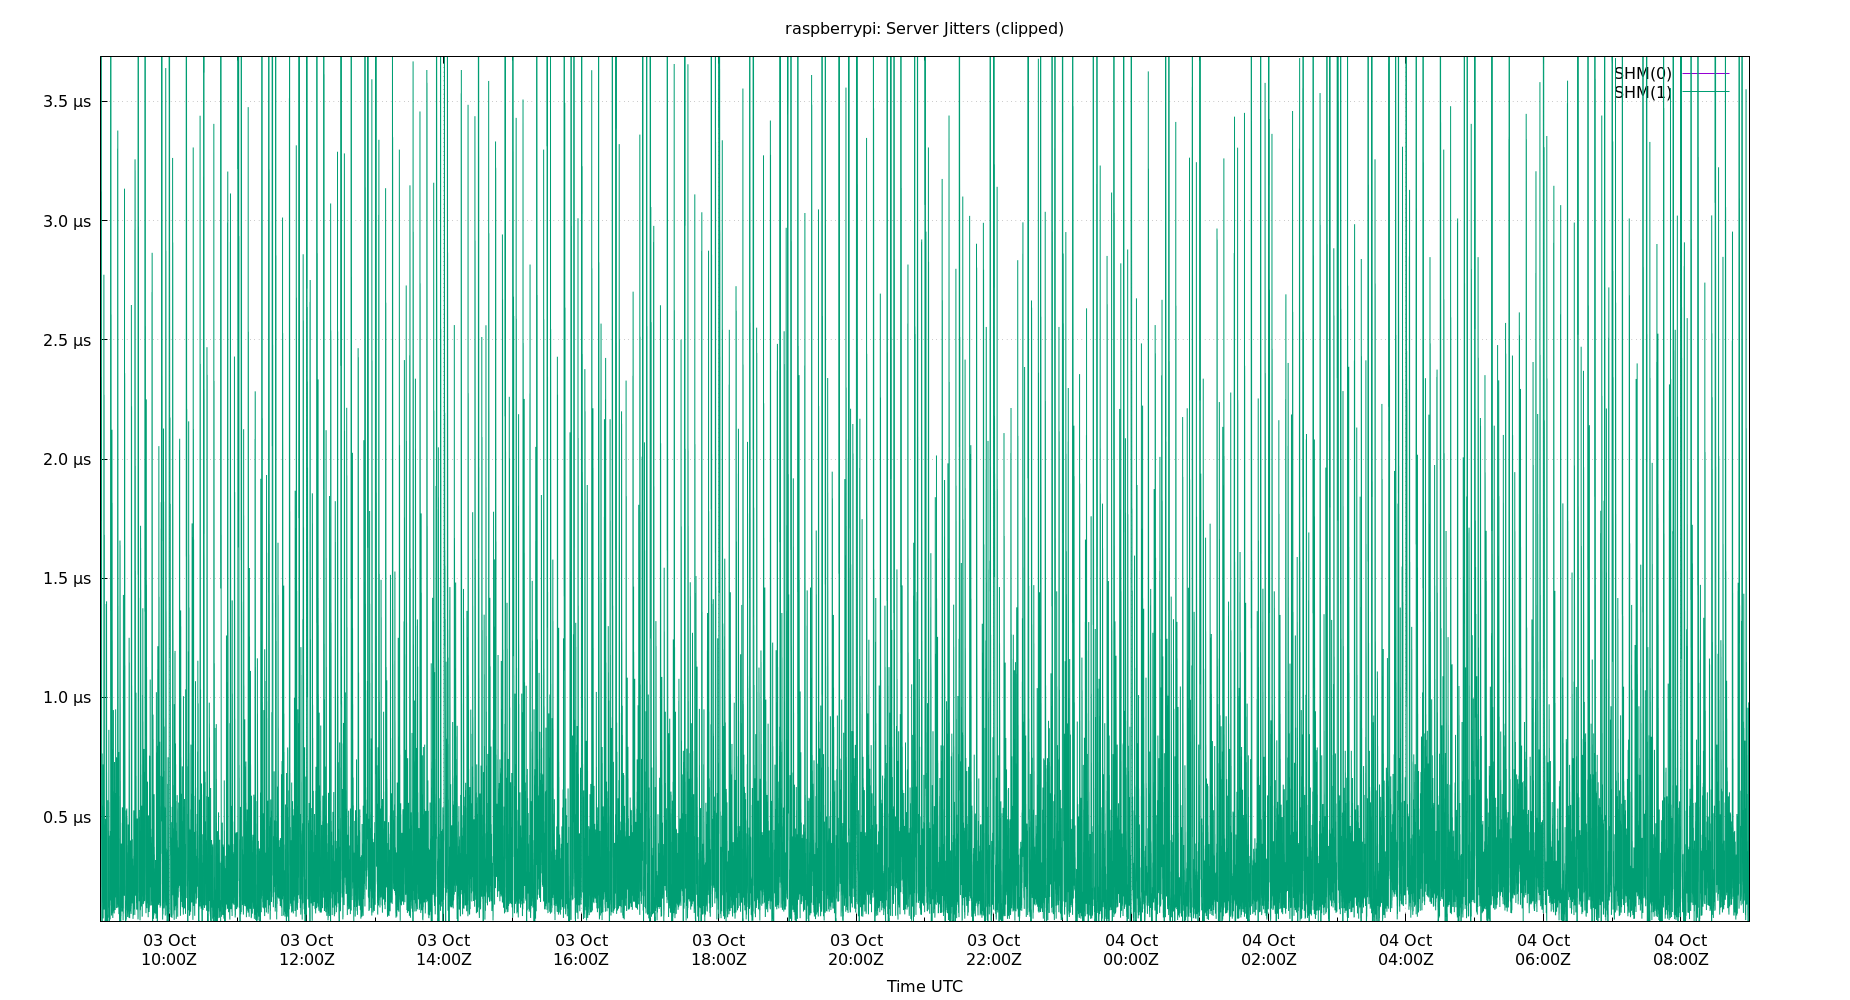 raspberrypi: Server Jitters (clipped)
SHM(0)
SHM(1)
3.5 µs
3.0 µs
2.5 µs
2.0 µs
1.5 µs
1.0 µs
0.5 µs
03 Oct 03 Oct 03 Oct 03 Oct 03 Oct 03 Oct 03 Oct 04 Oct 04 Oct 04 Oct 04 Oct 04 Oct
10:00Z 12:00Z 14:00Z 16:00Z 18:00Z 20:00Z 22:00Z 00:00Z 02:00Z 04:00Z 06:00Z 08:00Z
Time UTC